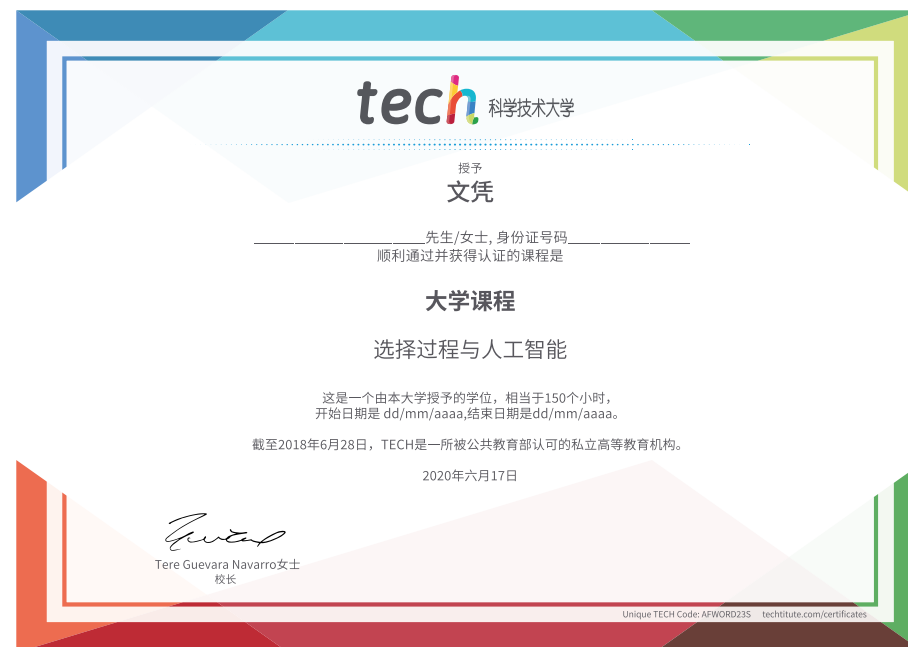 tech 科学技术大学
授予
文凭
先生/女士, 身份证号码
顺利通过并获得认证的课程是
大学课程
选择过程与人工智能
这是一个由本大学授予的学位，相当于150个小时，
开始日期是 dd/mm/aaaa,结束日期是dd/mm/aaaa。
截至2018年6月28日，TECH是一所被公共教育部认可的私立高等教育机构。
2020年六月17日
Tere Guevara Navarro女士
校长
Unique TECH Code: AFWORD23S techtitute.com/certificates